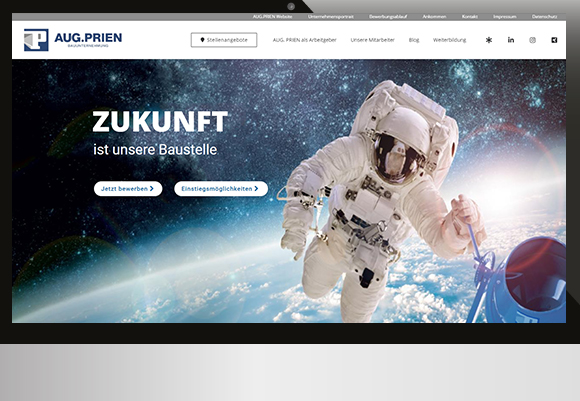 AUG.PRIEN Website Unternehmensportrait Bewerbungsablauf Ankommen Kontakt Impressum Datenschutz
AUG.PRIEN
BAUUNTERNEHMUNG
Stellenangebote AUG. PRIEN als Arbeitgeber Unsere Mitarbeiter Blog Weiterbildung
ZUKUNFT
ist unsere Baustelle
Jetzt bewerben Einstiegsmöglichkeiten